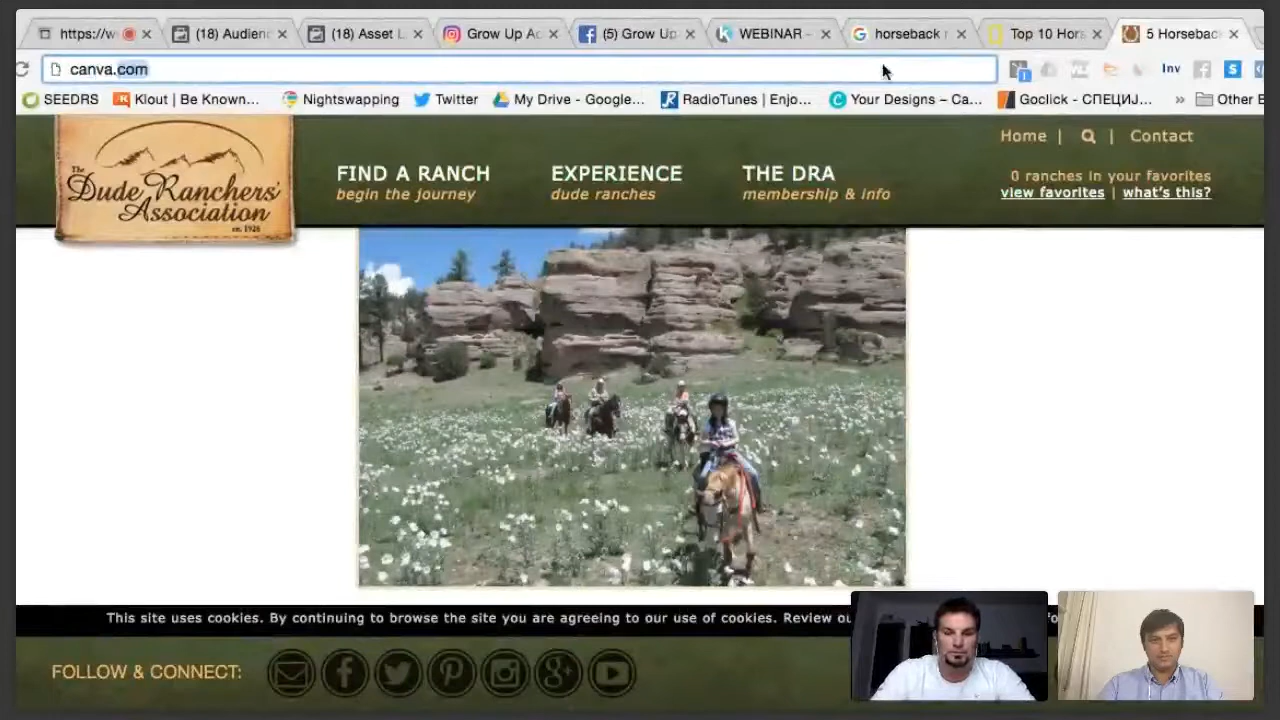 https://w
(18) Audien
(18) Asset L
Grow Up Ac
(5) Grow Up
WEBINAR –
horseback r
Top 10 Hors
5 Horseback
canva.com
Inv
SEEDRS
Klout | Be Known...
Nightswapping
Twitter
My Drive - Google...
RadioTunes | Enjo...
Your Designs – Ca...
Goclick - СПЕЦИЈ...
»
Other B
The
Dude Ranchers'
Association
est. 1926
FIND A RANCH
begin the journey
EXPERIENCE
dude ranches
THE DRA
membership & info
Home |
| Contact
0 ranches in your favorites
view favorites | what's this?
This site uses cookies. By continuing to browse the site you are agreeing to our use of cookies. Review ou
FOLLOW & CONNECT: